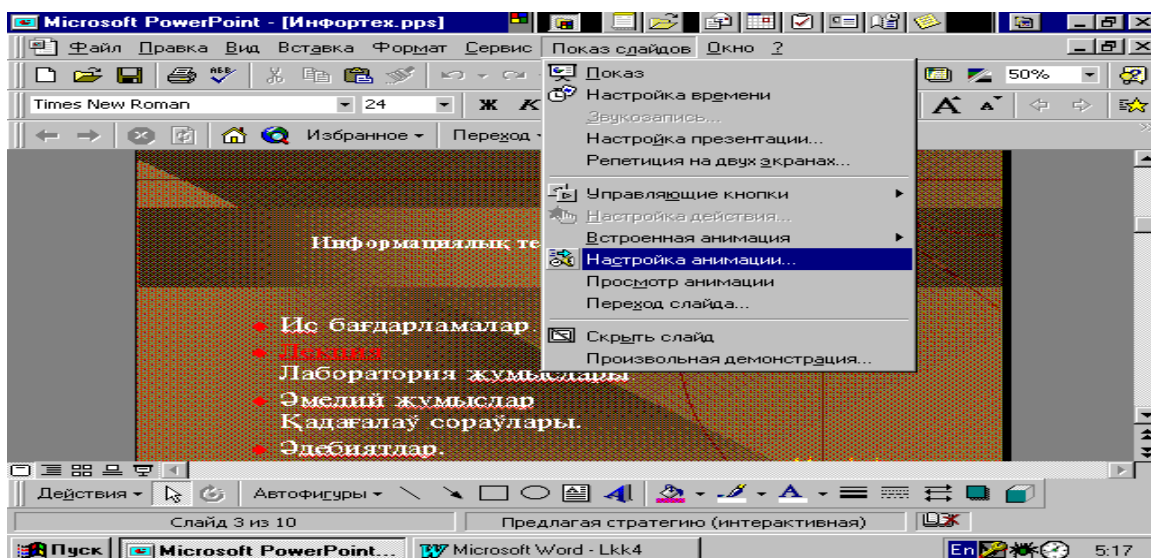 Microsoft PowerPoint - [Инфортех.pps]
Файл Правка Вид Вставка Формат Сервис Показ слайдов Окно ?
50%
Times New Roman 24 Ж К
Избранное Переход
Показ
Настройка времени
Звукозапись...
Настройка презентации...
Репетиция на двух экранах...
Управляющие кнопки
Настройка действия...
Встроенная анимация
Настройка анимации...
Просмотр анимации
Переход слайда...
Скрыть слайд
Произвольная демонстрация...
Информациялық те
Ис бағдарламалар.
Лекция
Лаборатория жумыслары
Әмелий жумыслар
Қадағалаў сораўлары.
Әдебиятлар.
Действия Автофигуры
Слайд 3 из 10 Предлагая стратегию (интерактивная)
Пуск Microsoft PowerPoint... Microsoft Word - Lkk4 En 5:17